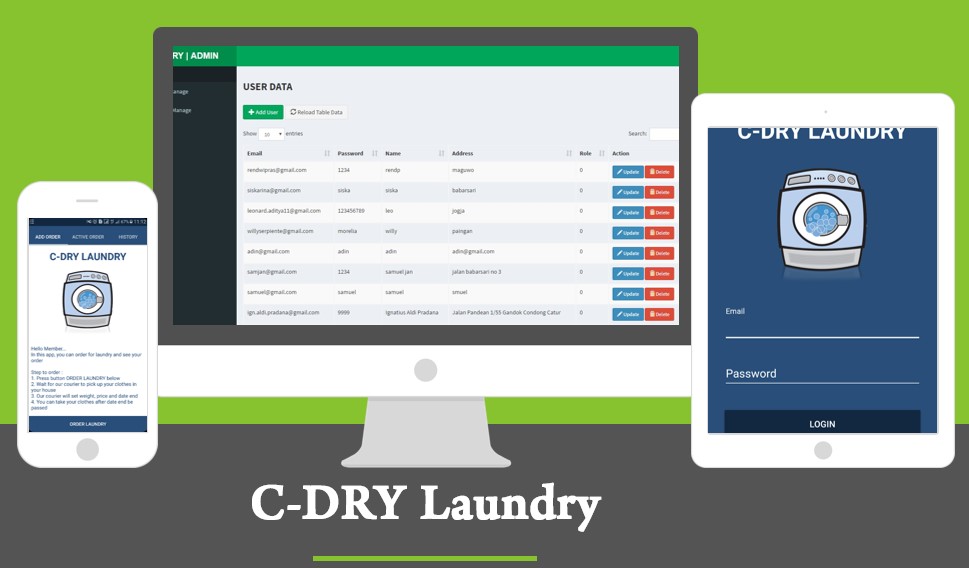 RY | ADMIN
anage
Manage
USER DATA
Add User Reload Table Data
Show 10 entries Search:
Email Password Name Address Role Action
rendivipras@gmail.com 1234 rendp maguwo 0 Update Delete
siskarina@gmail.com siska siska babarsari 0 Update Delete
leonard.aditya11@gmail.com 123456789 leo jogja 0 Update Delete
willyserpiente@gmail.com morelia willy paingan 0 Update Delete
adin@gmail.com adin adin adin@gmail.com 0 Update Delete
samjan@gmail.com 1234 samuel jan jalan babarsari no 3 0 Update Delete
samuel@gmail.com samuel samuel smuel 0 Update Delete
ign.aldi.pradana@gmail.com 9999 Ignatius Aldi Pradana Jalan Pandean 1/55 Gandok Condong Catur 0 Update Delete
11:12
ADD ORDER ACTIVE ORDER HISTORY
C-DRY LAUNDRY
Hello Member...
In this app, you can order for laundry and see your
order
Step to order :
1. Press button ORDER LAUNDRY below
2. Wait for our courier to pick up your clothes in
your house
3. Our courier will set weight, price and date end
4. You can take your clothes after date end be
passed
ORDER LAUNDRY
C-DRY LAUNDRY
Email
Password
LOGIN
C-DRY Laundry